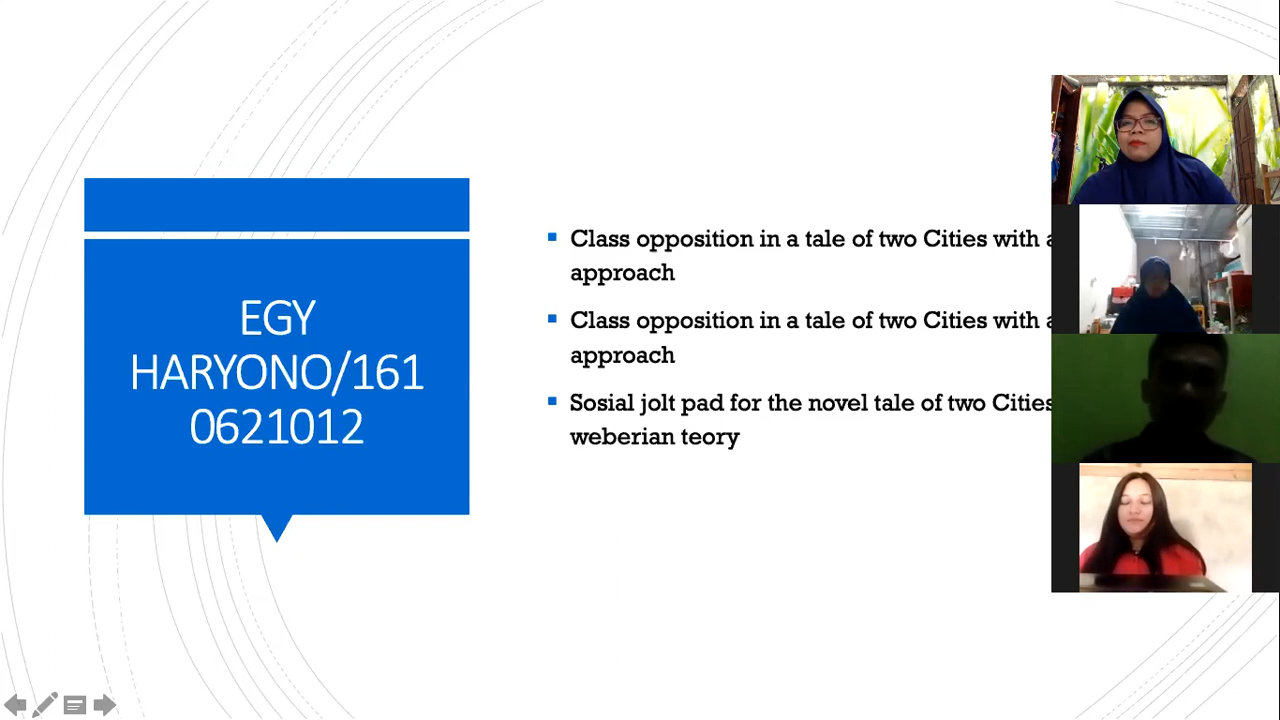 EGY
HARYONO/161
0621012
Class opposition in a tale of two Cities with
approach
Class opposition in a tale of two Cities with
approach
Sosial jolt pad for the novel tale of two Cities
weberian teory